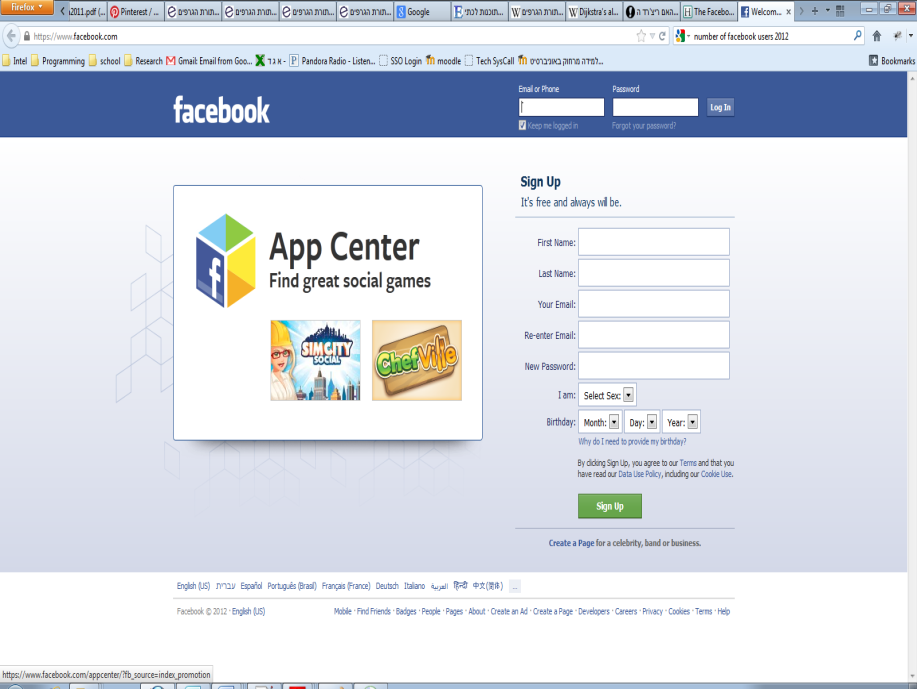 Firefox
i2011.pdf (...
Pinterest / ...
תורת הגרפים...
תורת הגרפים...
תורת הגרפים...
תורת הגרפים...
Google
תוכנות לכתי...
תורת הגרפים...
Dijkstra's al...
האם ריצ'רד ה...
The Facebo...
Welcom...
https://www.facebook.com
number of facebook users 2012
Intel Programming school Research Gmail: Email from Goo... Pandora Radio - Listen... SSO Login moodle Tech SysCall למידה מרחוק באוניברסיט...
Bookmarks
facebook
Email or Phone
Password
Log In
Keep me logged in
Forgot your password?
App Center
Find great social games
SIMCITY
SOCIAL
ChefVille
Sign Up
It's free and always will be.
First Name:
Last Name:
Your Email:
Re-enter Email:
New Password:
I am: Select Sex:
Birthday: Month: Day: Year:
Why do I need to provide my birthday?
By clicking Sign Up, you agree to our Terms and that you
have read our Data Use Policy, including our Cookie Use.
Sign Up
Create a Page for a celebrity, band or business.
English (US) עברית Español Português (Brasil) Français (France) Deutsch Italiano العربية हिन्दी 中文(简体) ...
Facebook © 2012 · English (US)
Mobile · Find Friends · Badges · People · Pages · About · Create an Ad · Create a Page · Developers · Careers · Privacy · Cookies · Terms · Help
https://www.facebook.com/appcenter/?fb_source=index_promotion